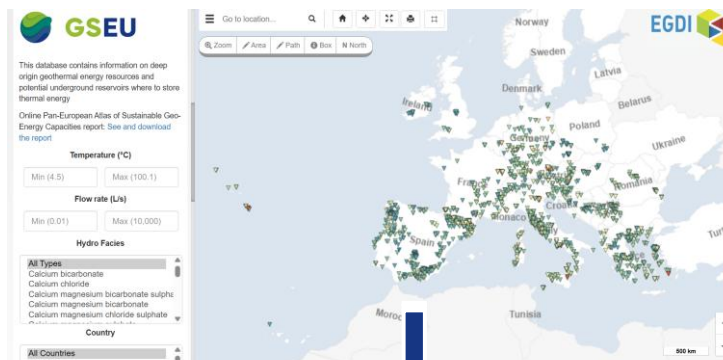 GSEU
This database contains information on deep
origin geothermal energy resources and
potential underground reservoirs where to store
thermal energy
Online Pan-European Atlas of Sustainable Geo-
Energy Capacities report: See and download
the report
Temperature (°C)
Min (4.5) Max (100.1)
Flow rate (L/s)
Min (0.01) Max (10,000)
Hydro Facies
All Types
Calcium bicarbonate
Calcium chloride
Calcium magnesium bicarbonate sulpha
Calcium magnesium bicarbonate
Calcium magnesium chloride sulphate
Country
All Countries
Go to location...
Zoom Area Path Box N North
EGDI
Norway
Sweden
Latvia
Denmark
Ireland
Belarus
Poland
Germany
Ukraine
France
Romania
Croatia
Monaco
Spain
Tunisia
500 km